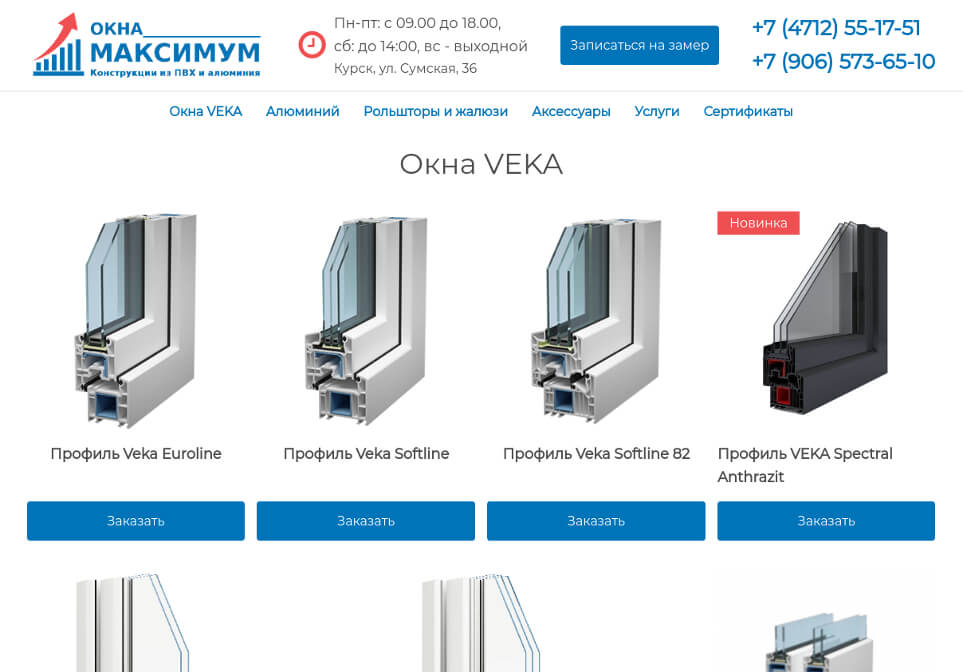 ОКНА
МАКСИМУМ
Конструкции из ПВХ и алюминия
Пн-пт: с 09.00 до 18.00,
сб: до 14:00, вс - выходной
Курск, ул. Сумская, 36
Записаться на замер
+7 (4712) 55-17-51
+7 (906) 573-65-10
Окна VEKA Алюминий Рольшторы и жалюзи Аксессуары Услуги Сертификаты
Окна VEKA
Новинка
Профиль Veka Euroline
Профиль Veka Softline
Профиль Veka Softline 82
Профиль VEKA Spectral
Anthrazit
Заказать Заказать Заказать Заказать